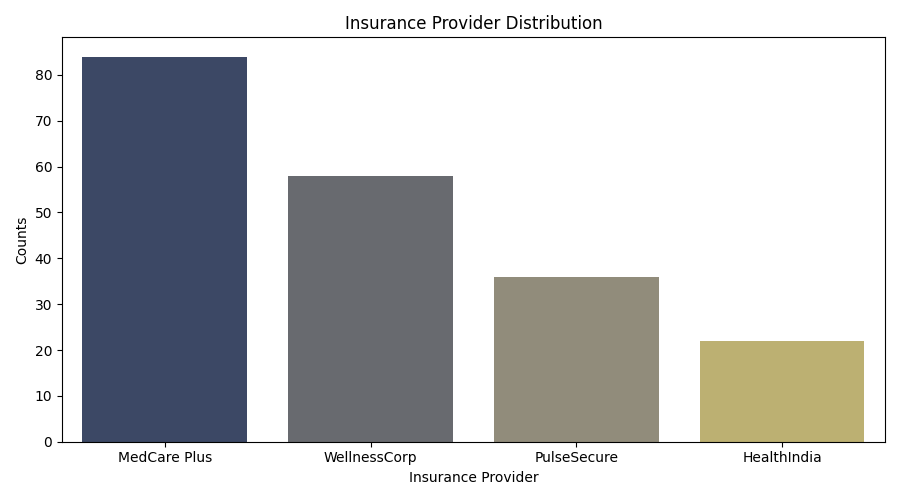 Insurance Provider Distribution
Counts
80
70
60
50
40
30
20
10
0
MedCare Plus
WellnessCorp
PulseSecure
HealthIndia
Insurance Provider